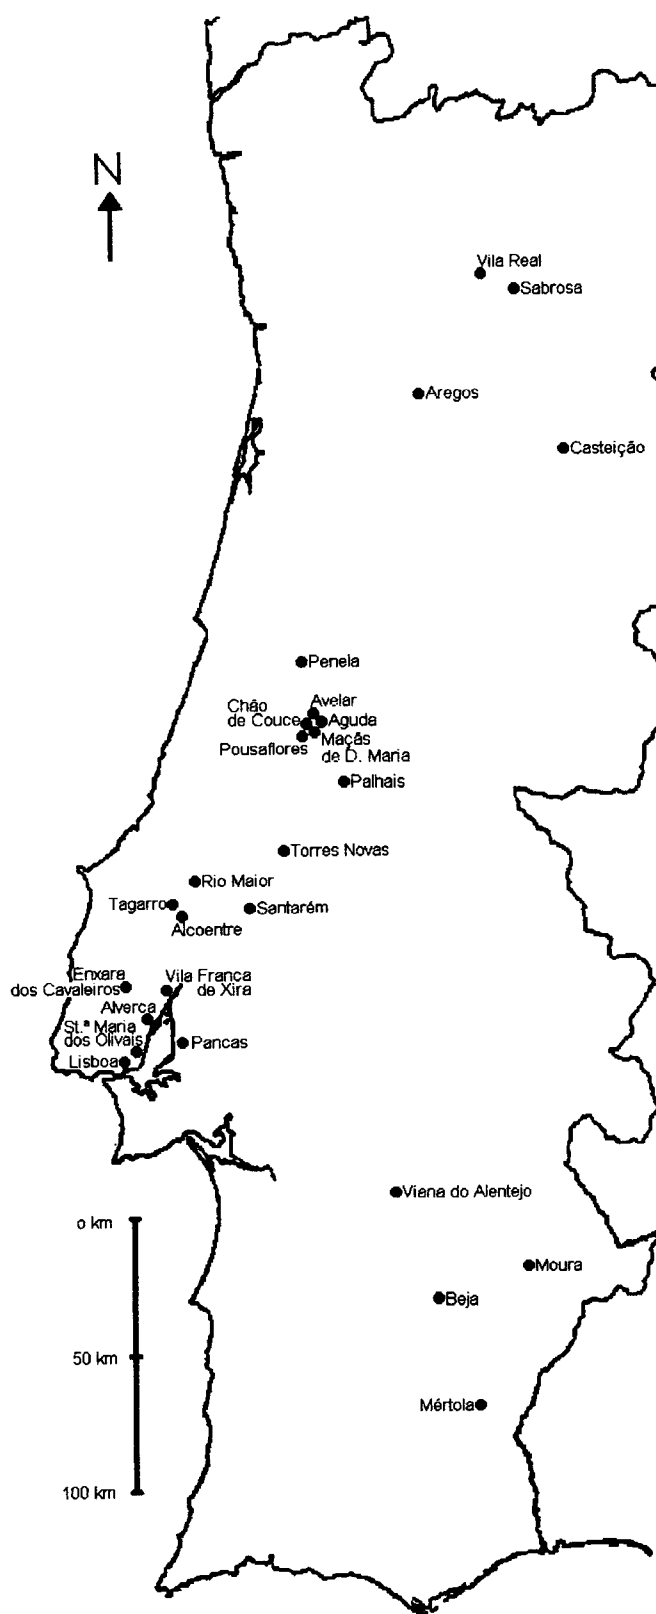 N
Vila Real
Sabrosa
Aregos
Casteição
Penela
Avelar
Chão
de Couce
Aguda
Pousaflores
Maçãs
de D. Maria
Palhais
Torres Novas
Rio Maior
Tagarro
Santarém
Alcoentre
Enxara
dos Cavaleiros
Vila Franca
de Xira
Alverca
St.ª Maria
dos Olivais
Pancas
Lisboa
Viana do Alentejo
o km
Moura
Beja
50 km
Mértola
100 km